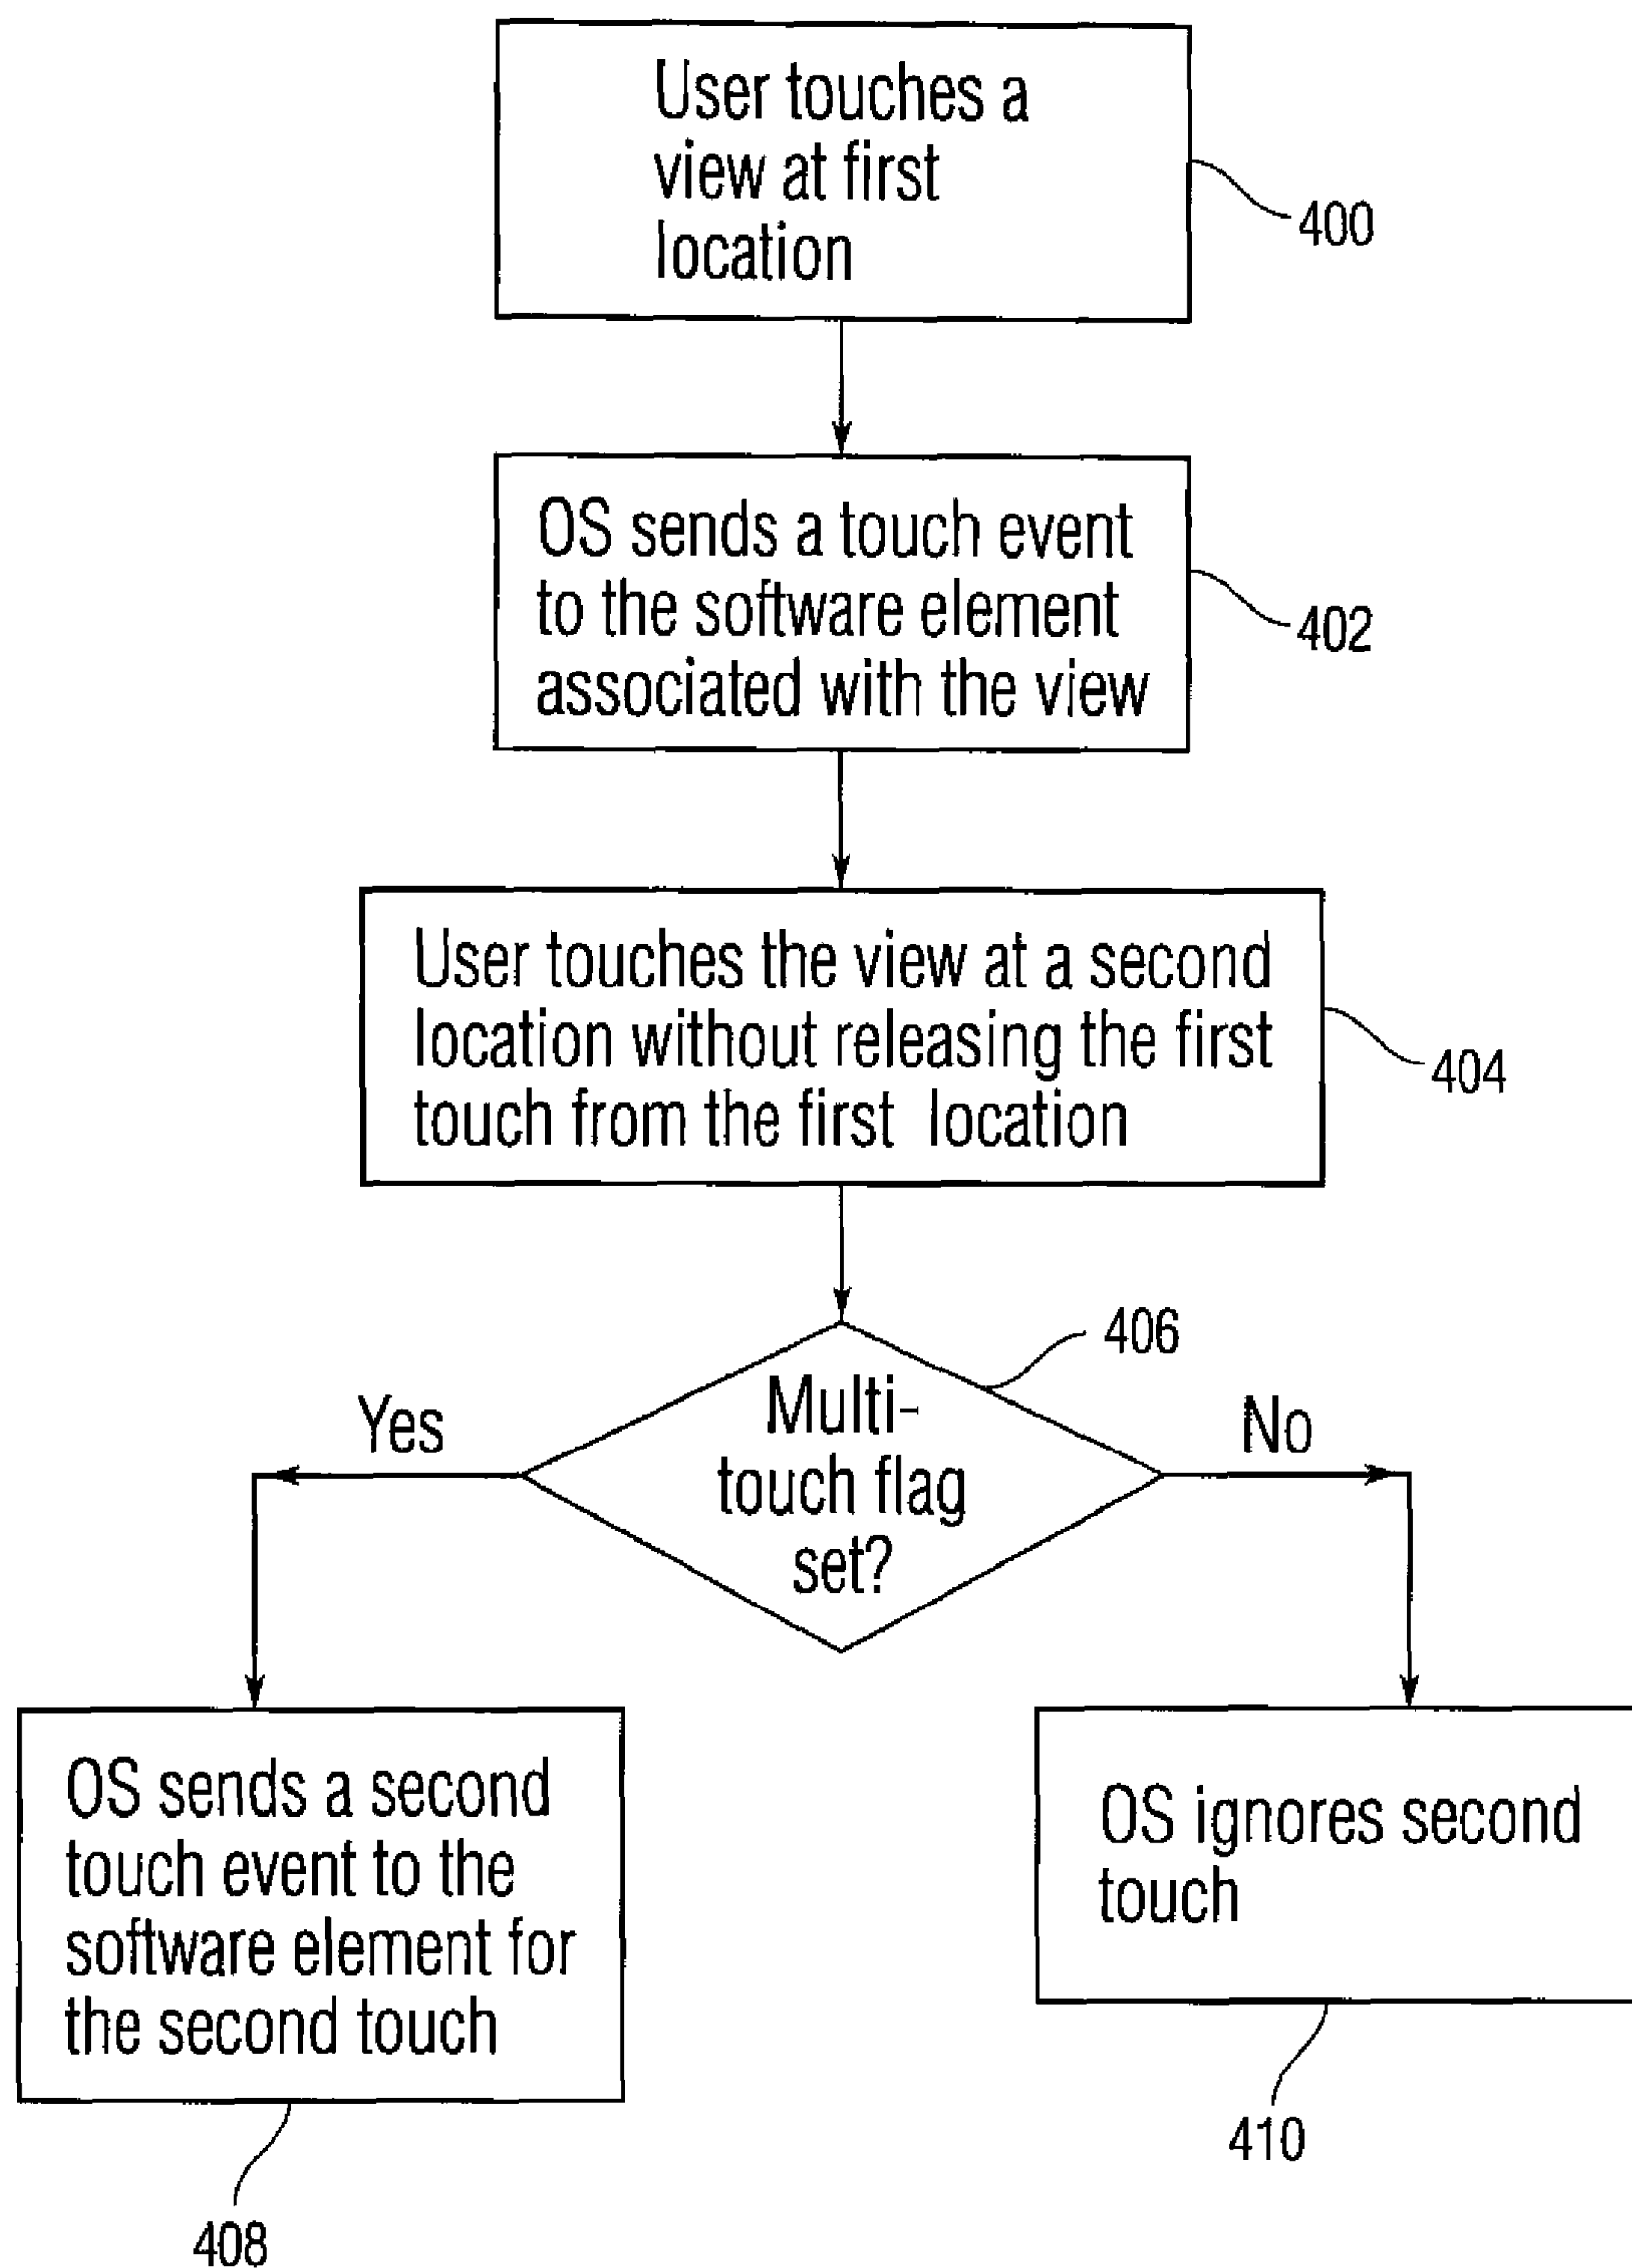 User touches a
view at first
location
400
OS sends a touch event
to the software element
associated with the view
402
User touches the view at a second
location without releasing the first
touch from the first location
404
406
Multi-
touch flag
set?
Yes
No
OS sends a second
touch event to the
software element for
the second touch
408
OS ignores second
touch
410